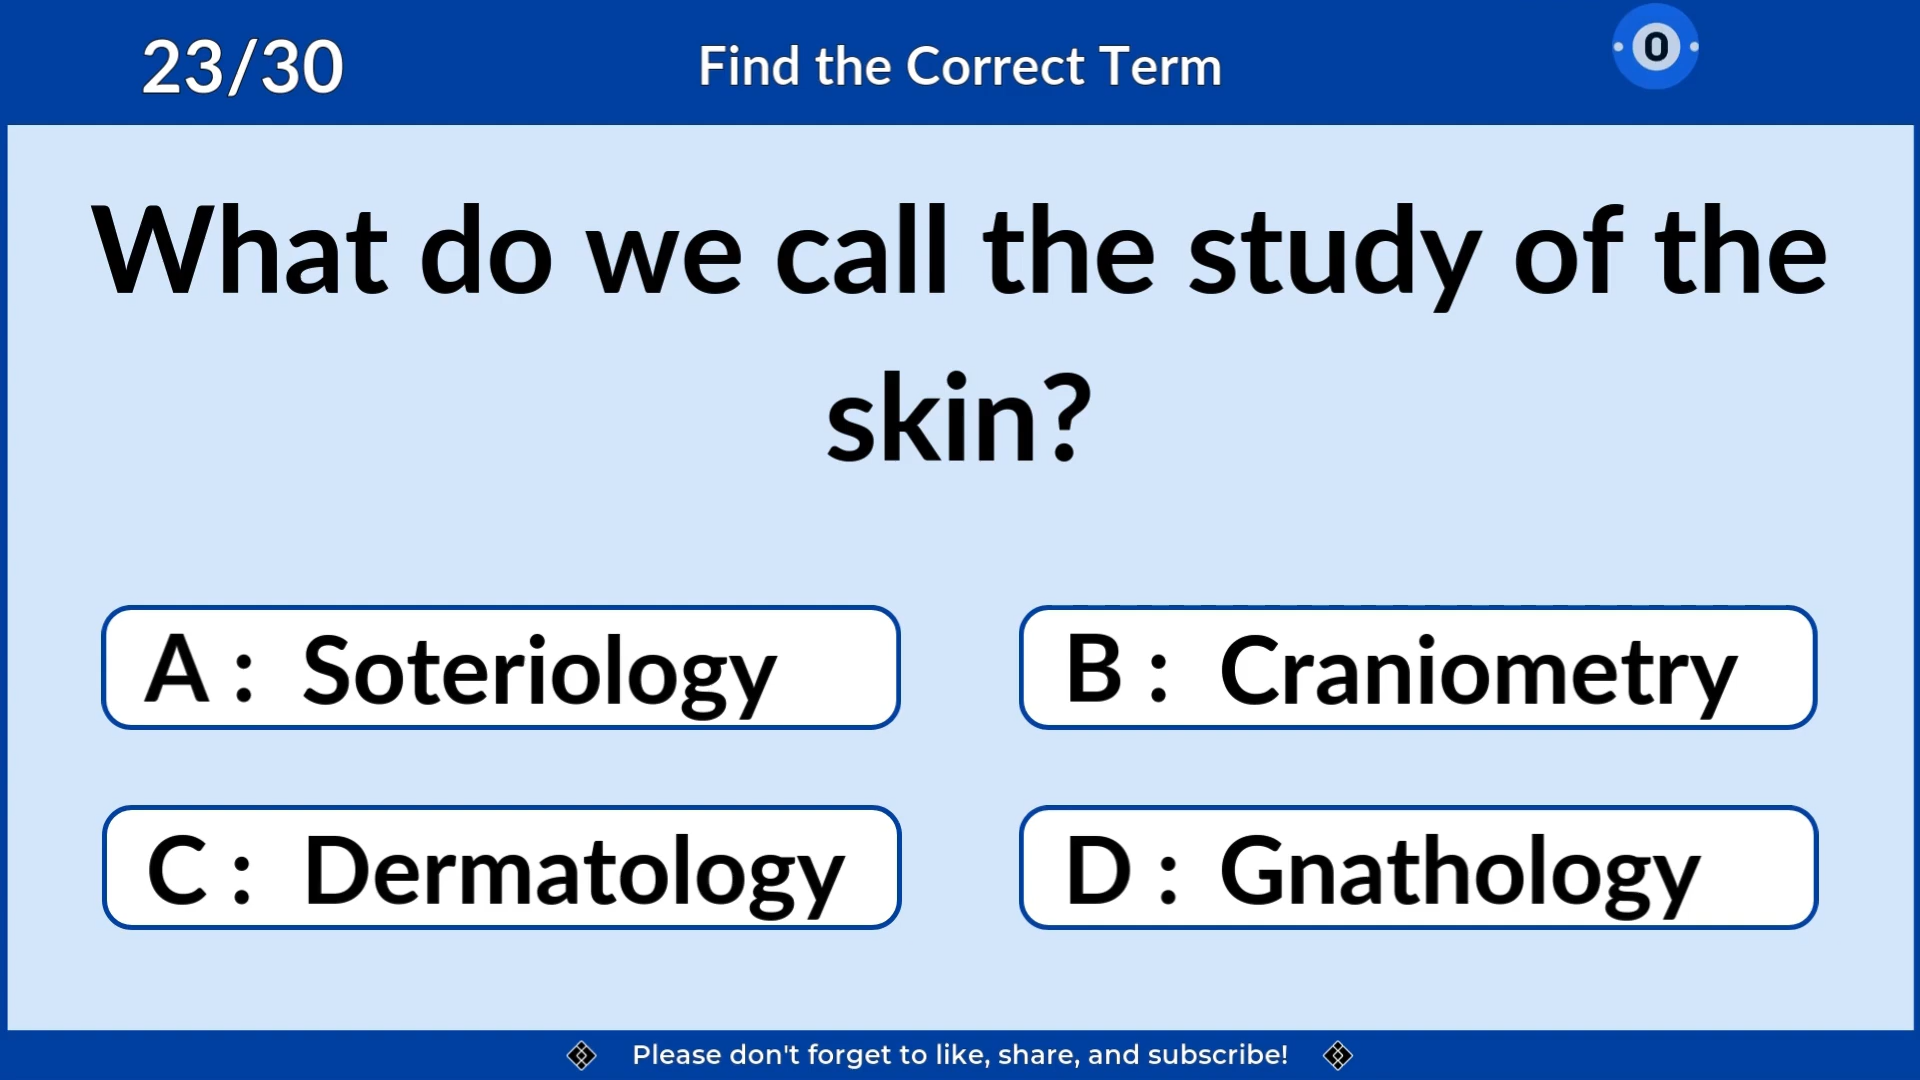 23/30
Find the Correct Term
0
What do we call the study of the
skin?
A : Soteriology
B : Craniometry
C : Dermatology
D : Gnathology
Please don't forget to like, share, and subscribe!